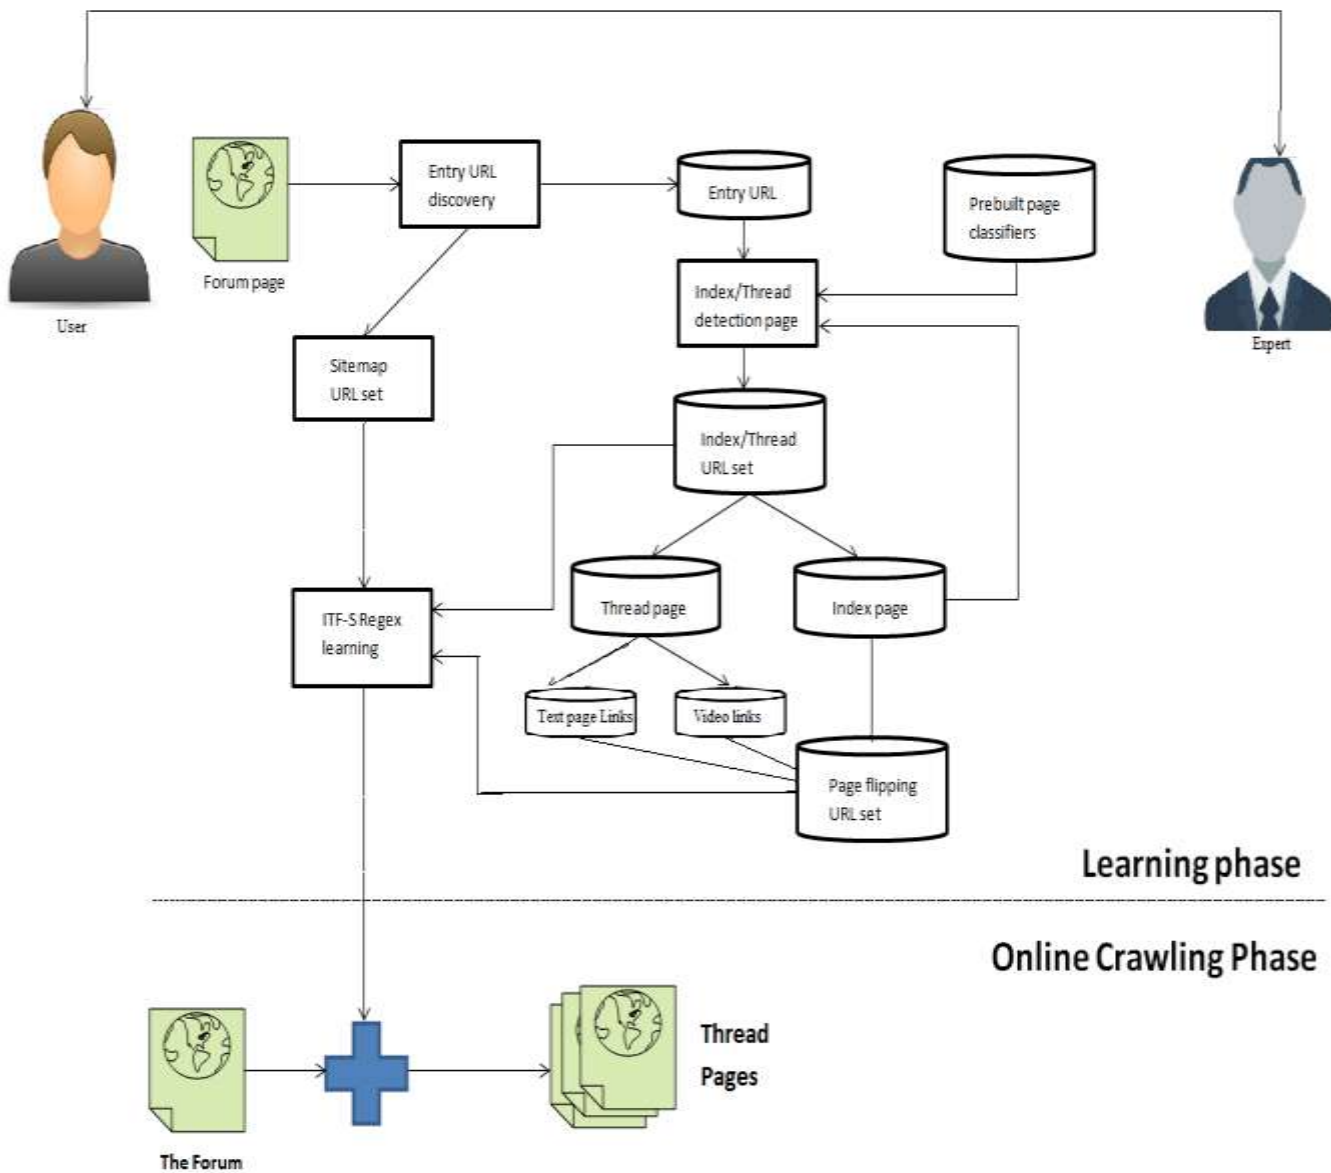 Entry URL
discovery
Entry URL
Prebuilt page
classifiers
Forum page
User
Index/Thread
detection page
Expert
Sitemap
URL set
Index/Thread
URL set
Thread page
Index page
ITF-S Regex
learning
Text page Links
Video links
Page flipping
URL set
Learning phase
Online Crawling Phase
Thread
Pages
The Forum